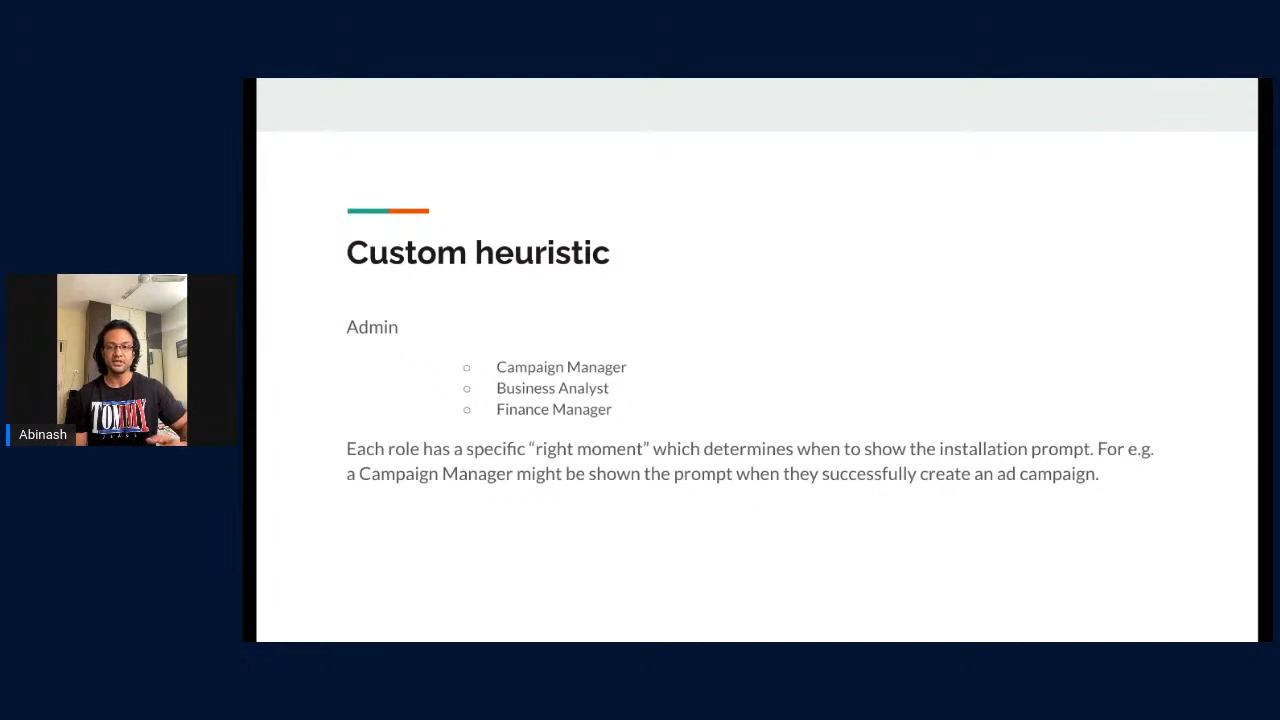 Custom heuristic
Admin
○ Campaign Manager
○ Business Analyst
○ Finance Manager
Each role has a specific “right moment” which determines when to show the installation prompt. For e.g.
a Campaign Manager might be shown the prompt when they successfully create an ad campaign.
TOMMY
JEANS
Abinash